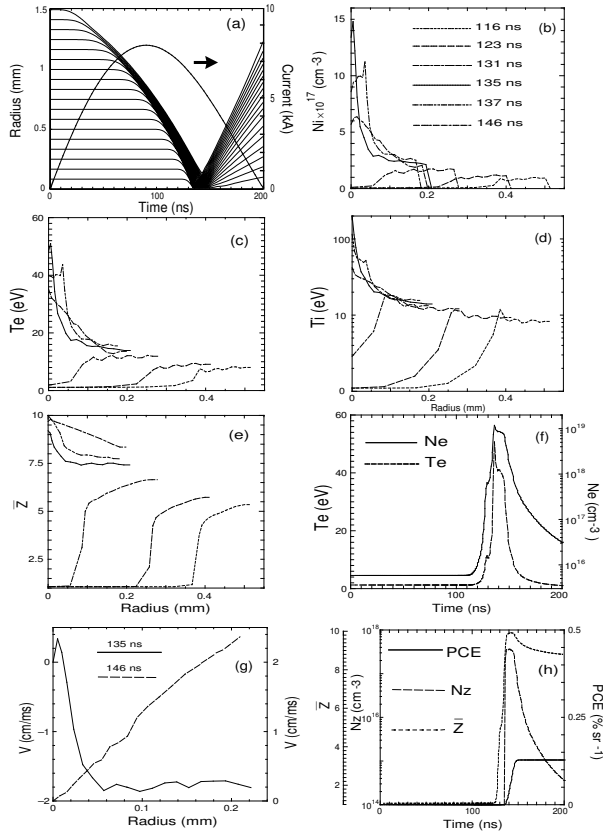 (a)
Radius (mm)
1.5
1
0.5
0
0
50
100
150
200
Time (ns)
10
5
0
Current (kA)
(b)
Ni×10 17 (cm -3)
15
10
5
0
0
0.2
0.4
116 ns
123 ns
131 ns
135 ns
137 ns
146 ns
(c)
Te (eV)
60
40
20
0
0
0.2
0.4
(d)
Ti (eV)
100
10
1
0
0
0.2
0.4
Radius (mm)
(e)
Z
10
7.5
5
2.5
0
0.2
0.4
Radius (mm)
(f)
Te (eV)
60
40
20
0
Ne
Te
10 19
10 18
10 17
10 16
Ne (cm -3)
0
100
200
Time (ns)
(g)
135 ns
146 ns
V (cm/ms)
0
−1
−2
2
1
0
V (cm/ms)
0
0.1
0.2
Radius (mm)
(h)
Z
10
9
8
7
6
5
4
3
2
1
Nz (cm -3)
10 18
10 16
10 14
PCE
Nz
Z
0.5
0.25
0
PCE (% sr -1)
0
100
200
Time (ns)